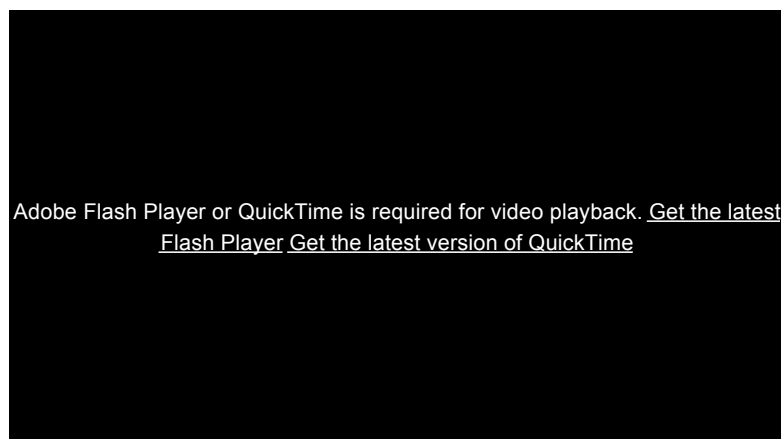 Adobe Flash Player or QuickTime is required for video playback. Get the latest
Flash Player Get the latest version of QuickTime